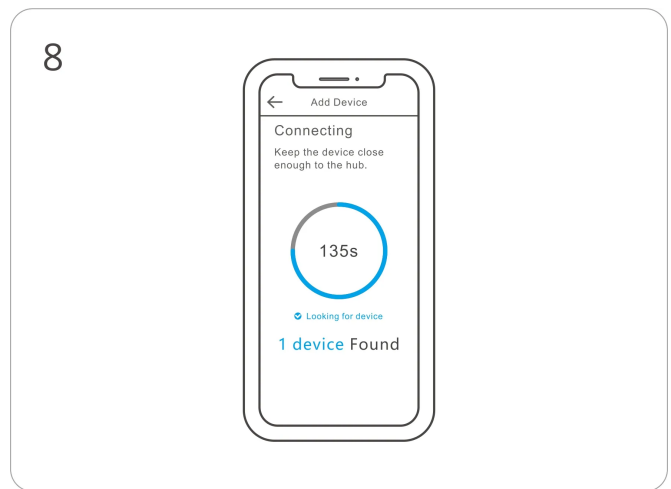 8
Add Device
Connecting
Keep the device close
enough to the hub.
135s
Looking for device
1 device Found